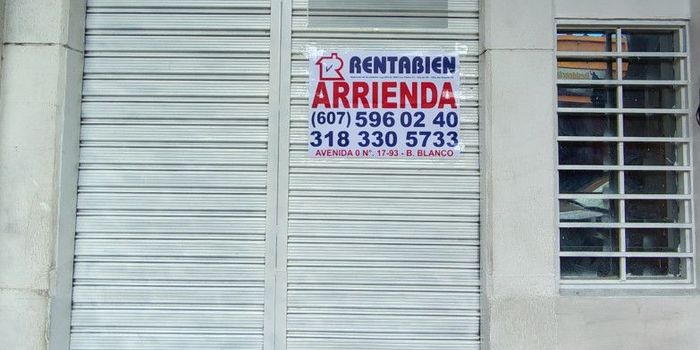 RENTABIEN
ARRIENDA
(607) 596 02 40
318 330 5733
AVENIDA 0 N°. 17-93 - B. BLANCO